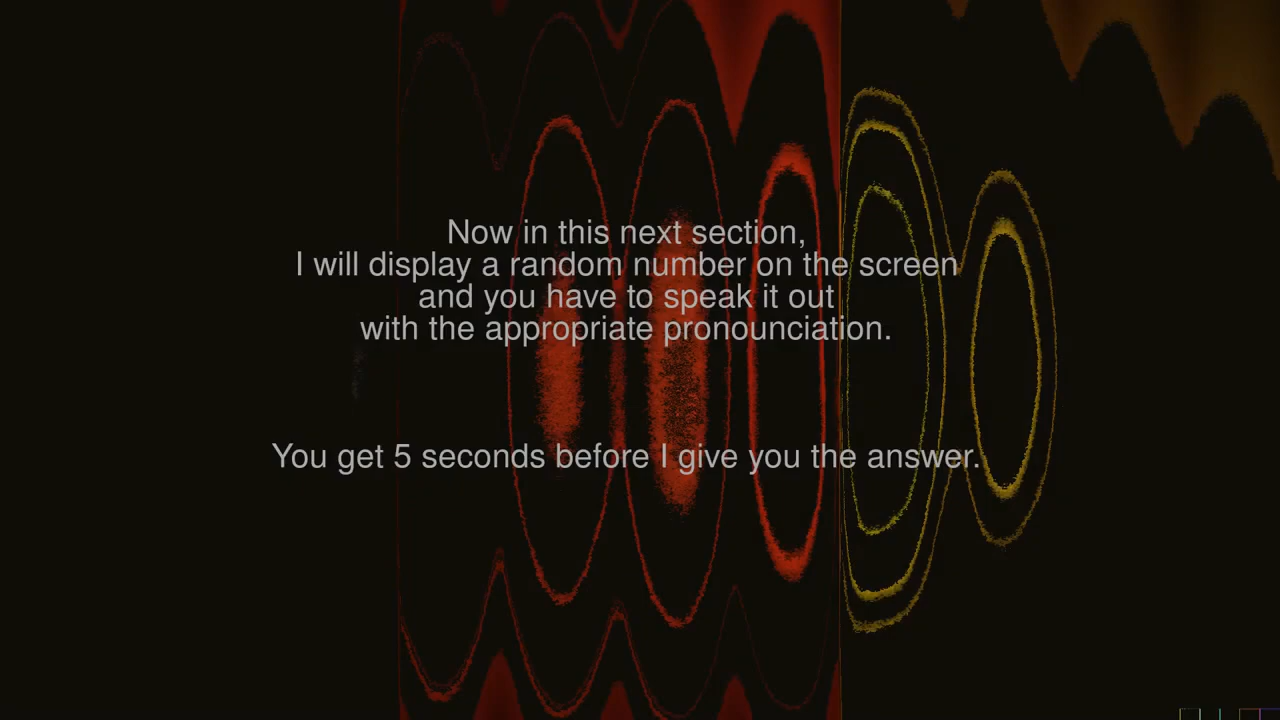 Now in this next section,
I will display a random number on the screen
and you have to speak it out
with the appropriate pronounciation.
You get 5 seconds before I give you the answer.